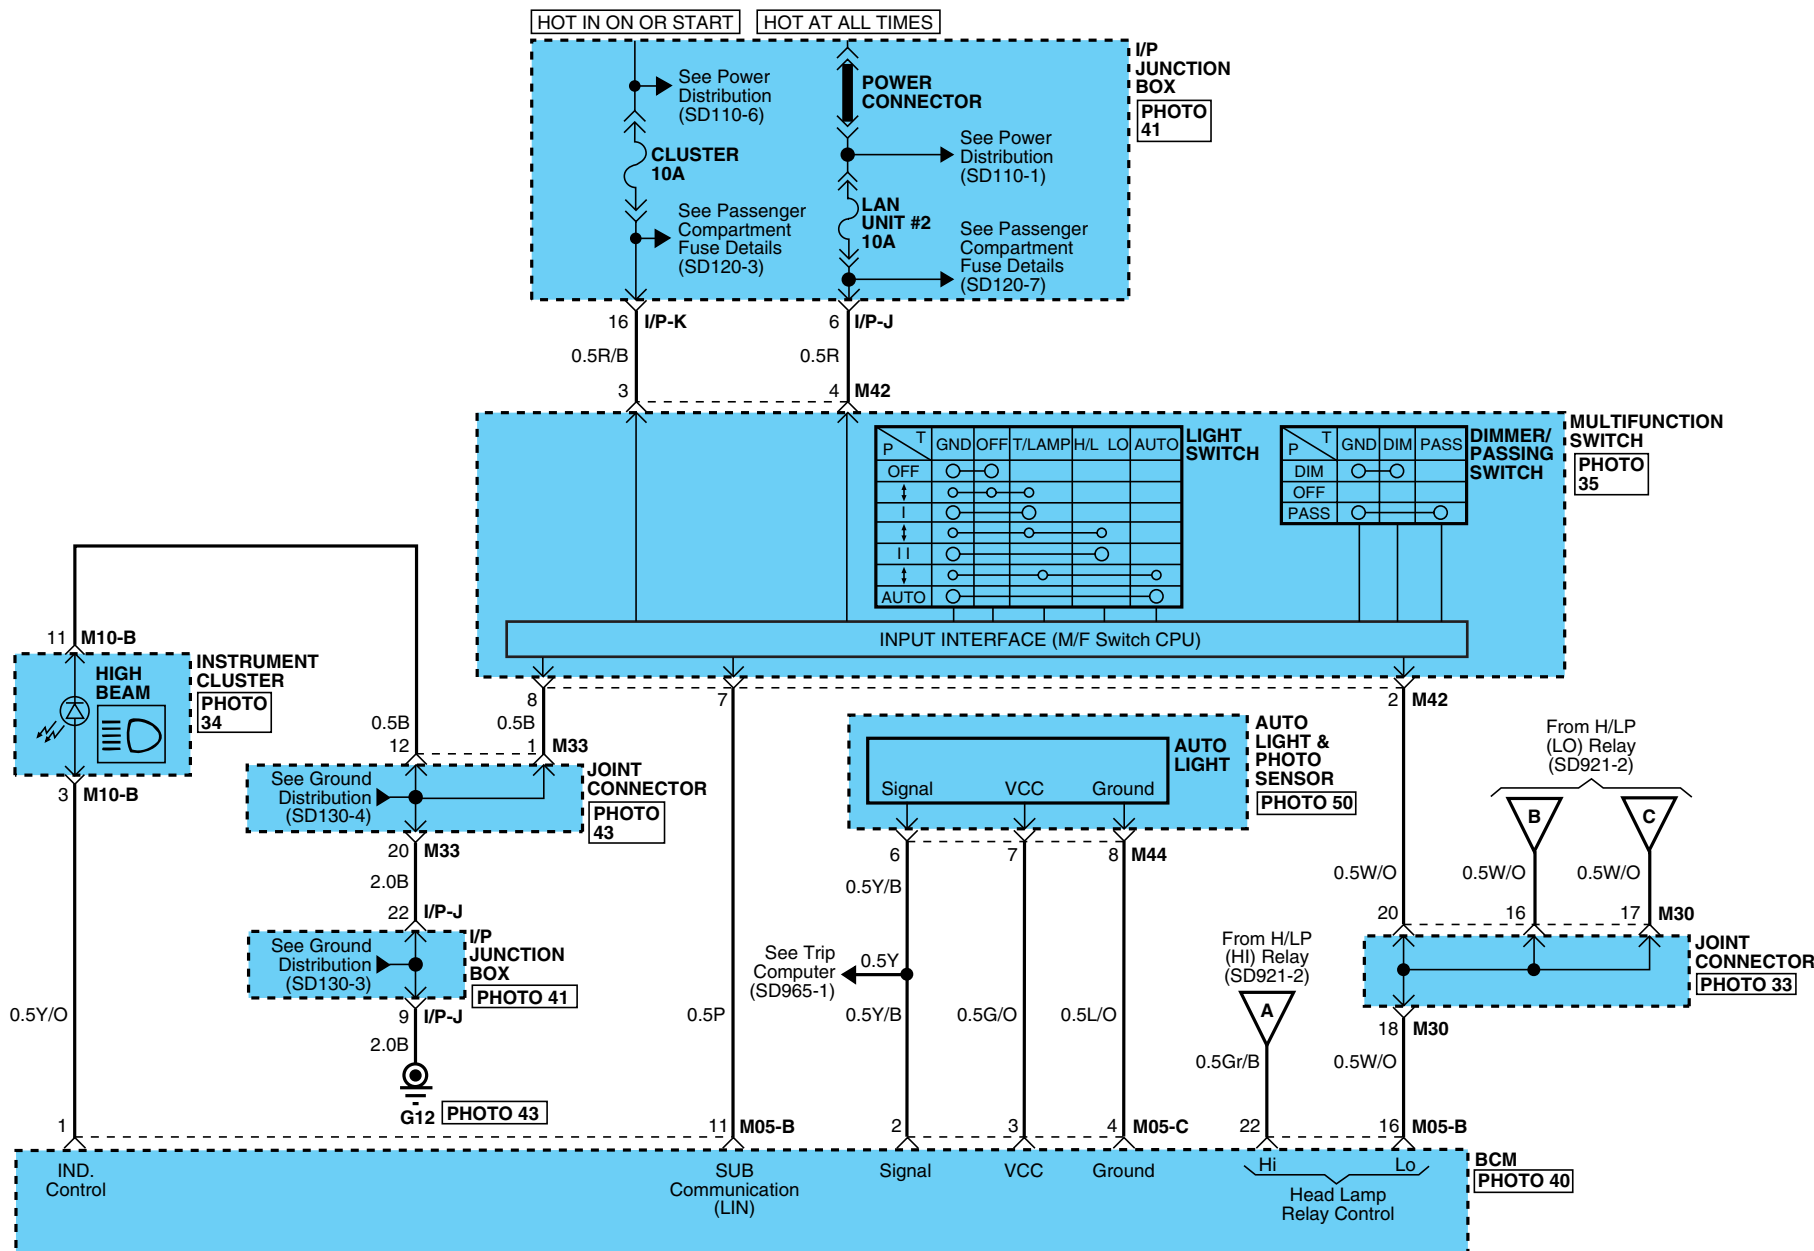 HOT IN ON OR START
HOT AT ALL TIMES
I/P
JUNCTION
BOX
PHOTO
41
See Power
Distribution
(SD110-6)
POWER
CONNECTOR
See Power
Distribution
(SD110-1)
CLUSTER
10A
LAN
UNIT #2
10A
See Passenger
Compartment
Fuse Details
(SD120-3)
See Passenger
Compartment
Fuse Details
(SD120-7)
16 I/P-K
6 I/P-J
0.5R/B
0.5R
3
4 M42
MULTIFUNCTION
SWITCH
PHOTO
35
P T GND OFF T/LAMP H/L LO AUTO
OFF
I
I I
AUTO
LIGHT
SWITCH
P T GND DIM PASS
DIM
OFF
PASS
DIMMER/
PASSING
SWITCH
INPUT INTERFACE (M/F Switch CPU)
8
7
2 M42
11 M10-B
HIGH
BEAM
INSTRUMENT
CLUSTER
PHOTO
34
3 M10-B
0.5B
0.5B
12
1 M33
See Ground
Distribution
(SD130-4)
JOINT
CONNECTOR
PHOTO
43
20 M33
2.0B
22 I/P-J
See Ground
Distribution
(SD130-3)
I/P
JUNCTION
BOX
PHOTO 41
9 I/P-J
2.0B
G12
PHOTO 43
0.5Y/O
0.5P
AUTO
LIGHT
Signal VCC Ground
AUTO
LIGHT &
PHOTO
SENSOR
PHOTO 50
6
7
8 M44
0.5Y/B
See Trip
Computer
(SD965-1)
0.5Y
0.5Y/B
0.5G/O
0.5L/O
From H/LP
(LO) Relay
(SD921-2)
B
C
0.5W/O
0.5W/O
0.5W/O
20
16
17 M30
JOINT
CONNECTOR
PHOTO 33
18 M30
From H/LP
(HI) Relay
(SD921-2)
A
0.5Gr/B
0.5W/O
1
11 M05-B
2
3
4 M05-C
22
16 M05-B
IND.
Control
SUB
Communication
(LIN)
Signal
VCC
Ground
Hi
Lo
Head Lamp
Relay Control
BCM
PHOTO 40